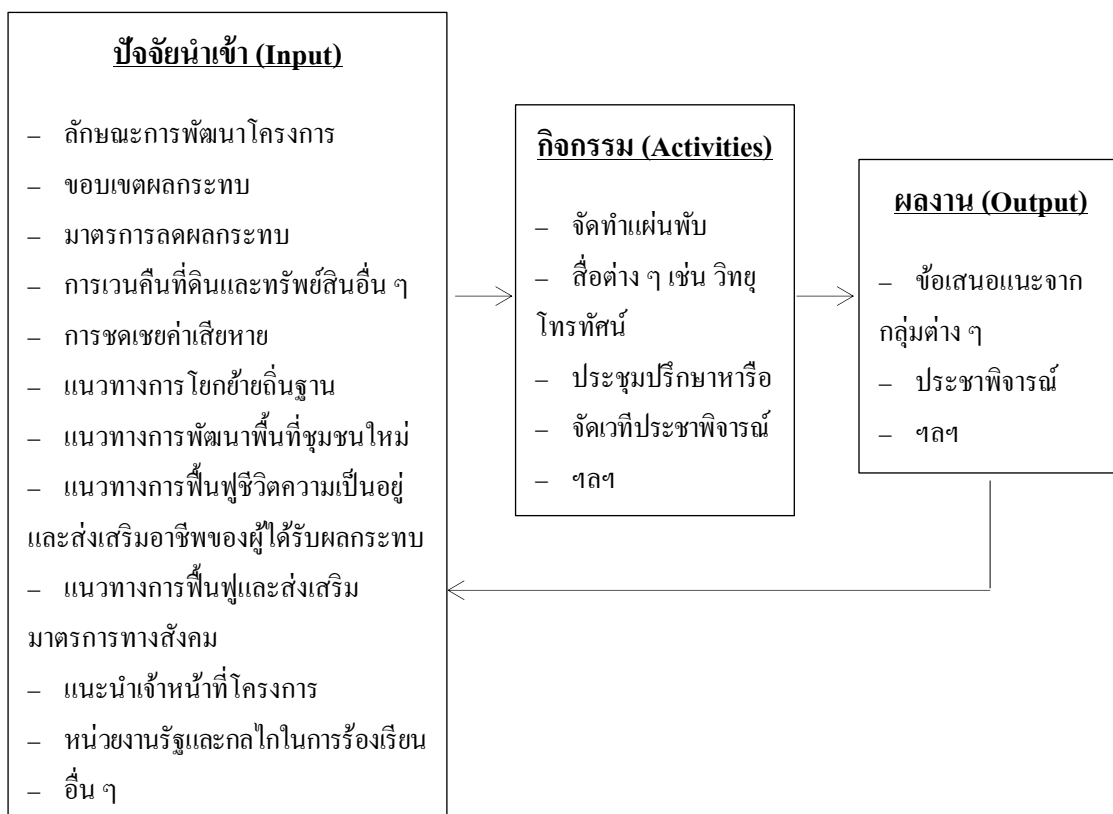 ปัจจัยนำเข้า (Input)
– ลักษณะการพัฒนาโครงการ
– ขอบเขตผลกระทบ
– มาตรการลดผลกระทบ
– การเวนคืนที่ดินและทรัพย์สินอื่น ๆ
– การชดเชยค่าเสียหาย
– แนวทางการโยกย้ายถิ่นฐาน
– แนวทางการพัฒนาพื้นที่ชุมชนใหม่
– แนวทางการฟื้นฟูชีวิตความเป็นอยู่
และส่งเสริมอาชีพของผู้ได้รับผลกระทบ
– แนวทางการฟื้นฟูและส่งเสริม
มาตรการทางสังคม
– แนะนำเจ้าหน้าที่โครงการ
– หน่วยงานรัฐและกลไกในการร้องเรียน
– อื่น ๆ
กิจกรรม (Activities)
– จัดทำแผ่นพับ
– สื่อต่าง ๆ เช่น วิทยุ
โทรทัศน์
– ประชุมปรึกษาหารือ
– จัดเวทีประชาพิจารณ์
– ฯลฯ
ผลงาน (Output)
– ข้อเสนอแนะจาก
กลุ่มต่าง ๆ
– ประชาพิจารณ์
– ฯลฯ